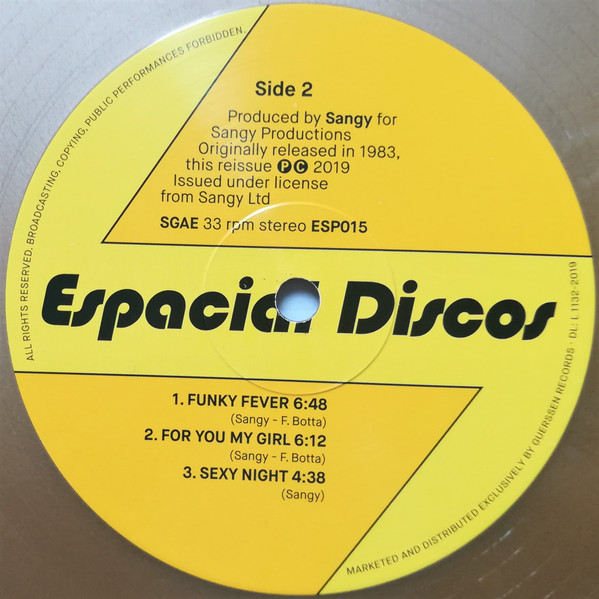 ALL RIGHTS RESERVED. BROADCASTING, COPYING, PUBLIC PERFORMANCES FORBIDDEN.
Side 2
Produced by Sangy for
Sangy Productions
Originally released in 1983,
this reissue Ⓟ Ⓒ 2019
Issued under license
from Sangy Ltd
SGAE 33 rpm stereo ESP015
Espacial Discos
1. FUNKY FEVER 6:48
(Sangy - F. Botta)
2. FOR YOU MY GIRL 6:12
(Sangy - F. Botta)
3. SEXY NIGHT 4:38
(Sangy)
MARKETED AND DISTRIBUTED EXCLUSIVELY BY GUERSSEN RECORDS · DL: L 1132-2019